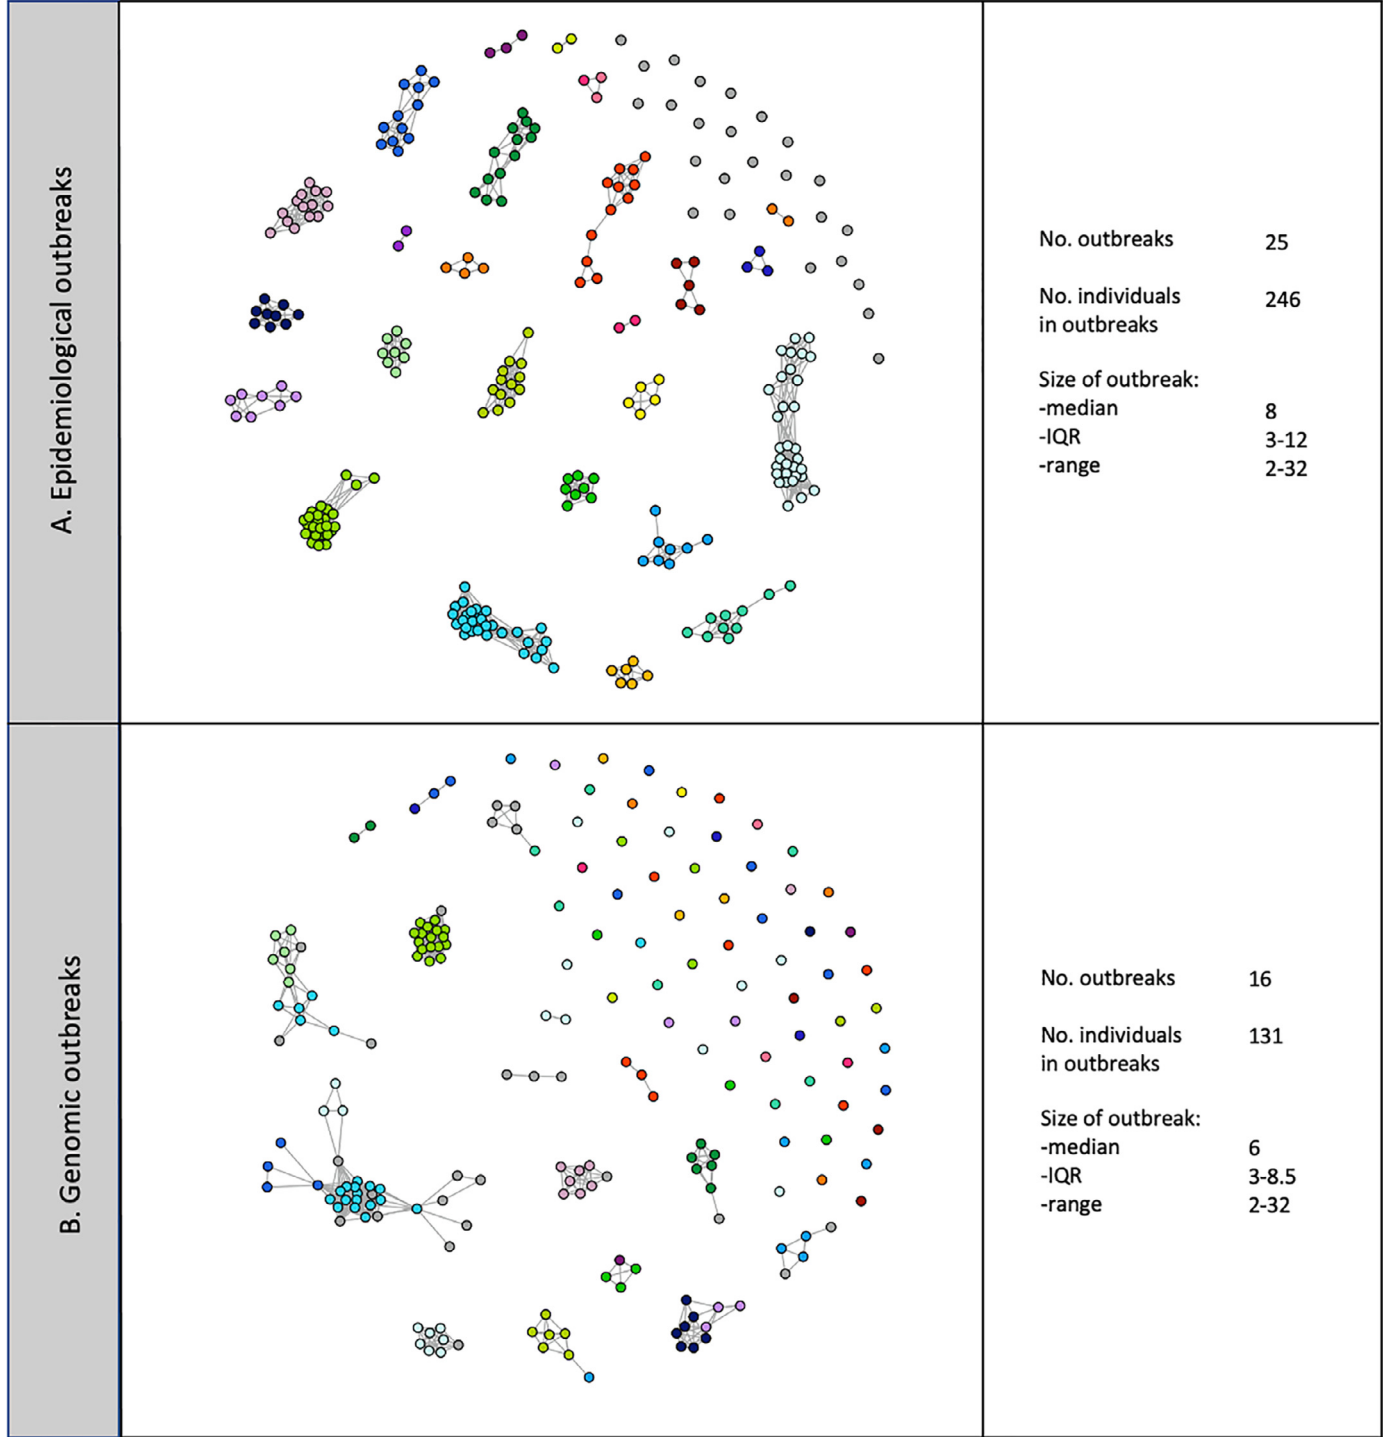 A. Epidemiological outbreaks
No. outbreaks 25
No. individuals 246
in outbreaks
Size of outbreak:
-median 8
-IQR 3-12
-range 2-32
B. Genomic outbreaks
No. outbreaks 16
No. individuals 131
in outbreaks
Size of outbreak:
-median 6
-IQR 3-8.5
-range 2-32